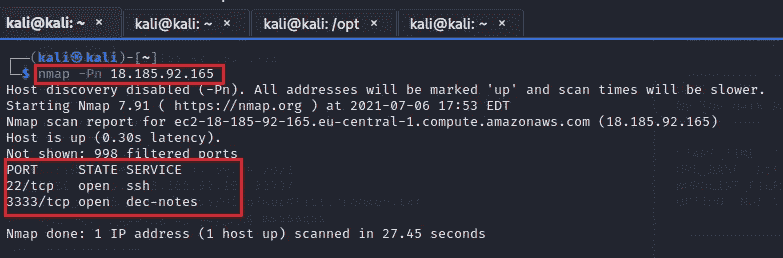 kali@kali: ~ × kali@kali: ~ × kali@kali: /opt × kali@kali: ~ ×
┌──(kali㉿kali)-[~]
└─$ nmap -Pn 18.185.92.165
Host discovery disabled (-Pn). All addresses will be marked 'up' and scan times will be slower.
Starting Nmap 7.91 ( https://nmap.org ) at 2021-07-06 17:53 EDT
Nmap scan report for ec2-18-185-92-165.eu-central-1.compute.amazonaws.com (18.185.92.165)
Host is up (0.30s latency).
Not shown: 998 filtered ports
PORT     STATE SERVICE
22/tcp   open  ssh
3333/tcp open  dec-notes
Nmap done: 1 IP address (1 host up) scanned in 27.45 seconds